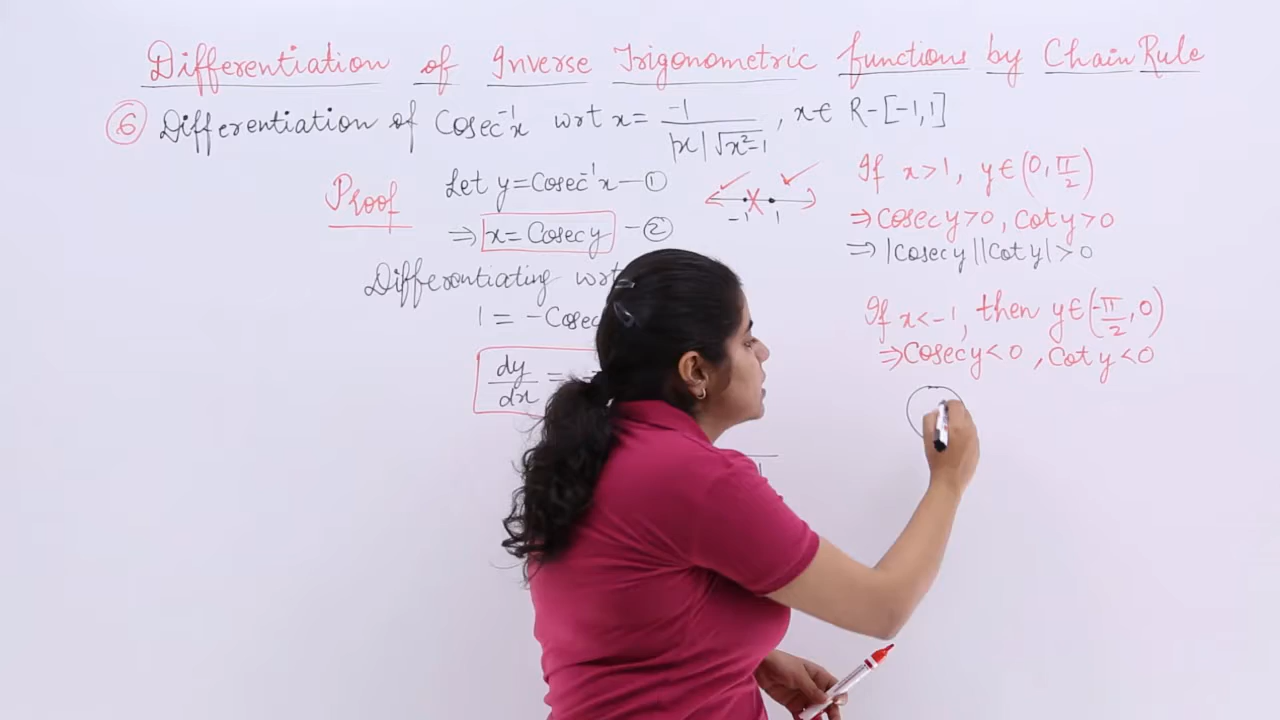 Differentiation of Inverse Trigonometric functions by Chain Rule
⑥ Differentiation of Cosec⁻¹x wrt x = -1/(|x|√x²-1), x∈ R-[-1,1]
Proof
Let y = Cosec⁻¹x —①
⇒ x = Cosec y —②
Differentiating wrt
1 = -Cosec
dy/dx = -
-1 1
If x>1, y∈(0, π/2)
⇒ Cosec y>0, Cot y>0
⇒ |Cosec y||Cot y|>0
If x<-1, then y∈(-π/2, 0)
⇒ Cosec y<0, Cot y<0